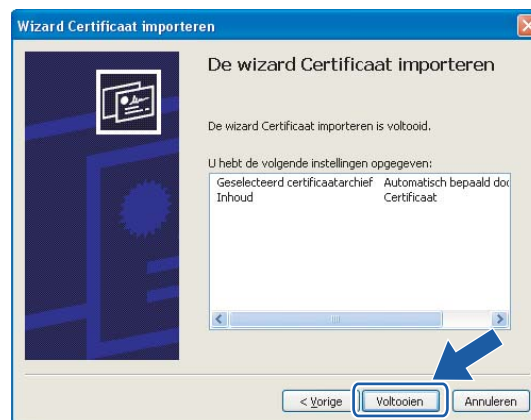 Wizard Certificaat importeren
De wizard Certificaat importeren
De wizard Certificaat importeren is voltooid.
U hebt de volgende instellingen opgegeven:
Geselecteerd certificaatarchief Automatisch bepaald doo
Inhoud Certificaat
< Vorige Voltooien Annuleren